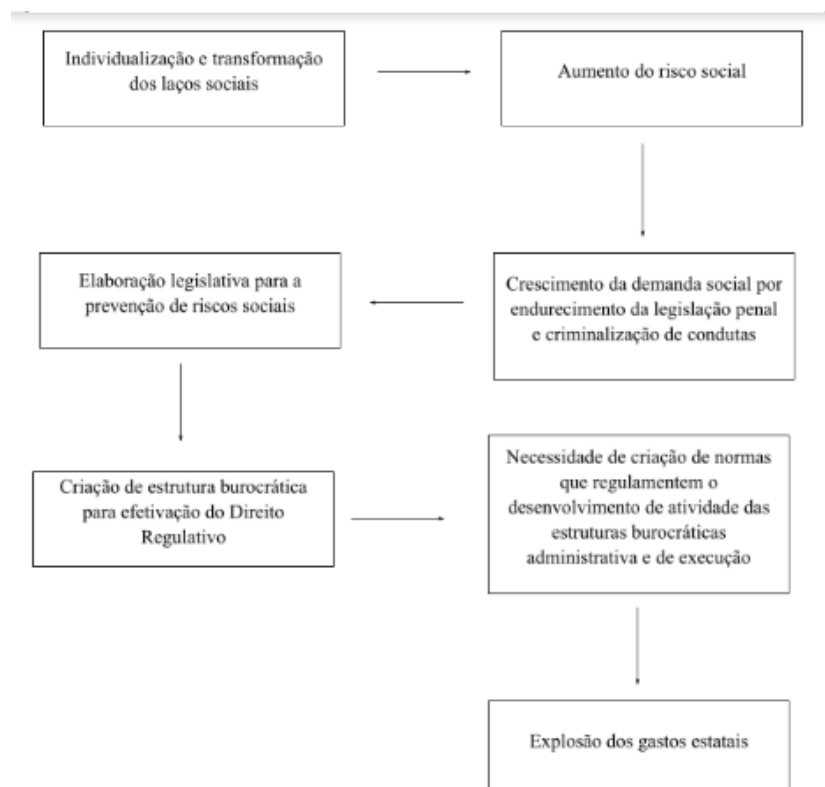 Individualização e transformação
dos laços sociais
Aumento do risco social
Crescimento da demanda social por
endurecimento da legislação penal
e criminalização de condutas
Elaboração legislativa para a
prevenção de riscos sociais
Criação de estrutura burocrática
para efetivação do Direito
Regulativo
Necessidade de criação de normas
que regulamentem o
desenvolvimento de atividade das
estruturas burocráticas
administrativa e de execução
Explosão dos gastos estatais